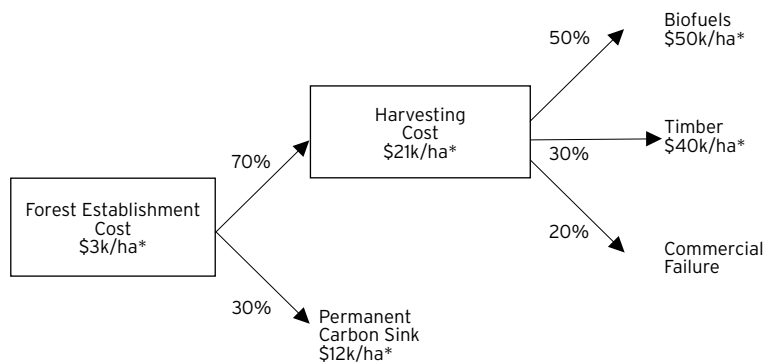 Forest Establishment
Cost
$3k/ha*
70%
30%
Harvesting
Cost
$21k/ha*
Permanent
Carbon Sink
$12k/ha*
50%
30%
20%
Biofuels
$50k/ha*
Timber
$40k/ha*
Commercial
Failure